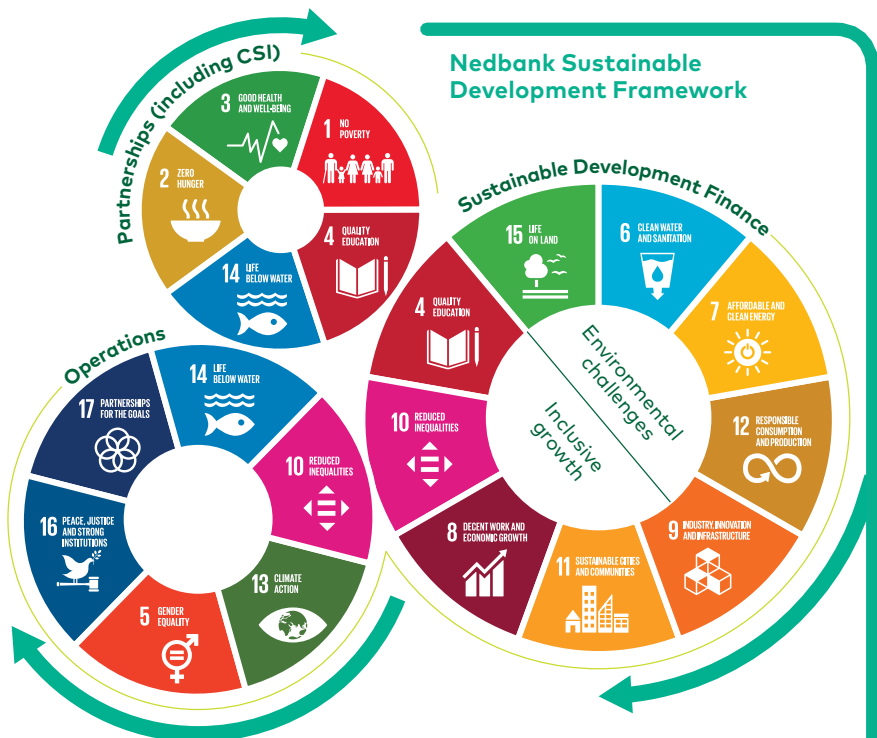 Nedbank Sustainable
Development Framework
Partnerships (including CSI)
3 GOOD HEALTH
AND WELL-BEING
1 NO
POVERTY
2 ZERO
HUNGER
4 QUALITY
EDUCATION
14 LIFE
BELOW WATER
Sustainable Development Finance
15 LIFE
ON LAND
6 CLEAN WATER
AND SANITATION
4 QUALITY
EDUCATION
7 AFFORDABLE AND
CLEAN ENERGY
Environmental
challenges
Inclusive
growth
10 REDUCED
INEQUALITIES
12 RESPONSIBLE
CONSUMPTION
AND PRODUCTION
8 DECENT WORK AND
ECONOMIC GROWTH
11 SUSTAINABLE CITIES
AND COMMUNITIES
9 INDUSTRY, INNOVATION
AND INFRASTRUCTURE
Operations
14 LIFE
BELOW WATER
17 PARTNERSHIPS
FOR THE GOALS
10 REDUCED
INEQUALITIES
16 PEACE, JUSTICE
AND STRONG
INSTITUTIONS
13 CLIMATE
ACTION
5 GENDER
EQUALITY